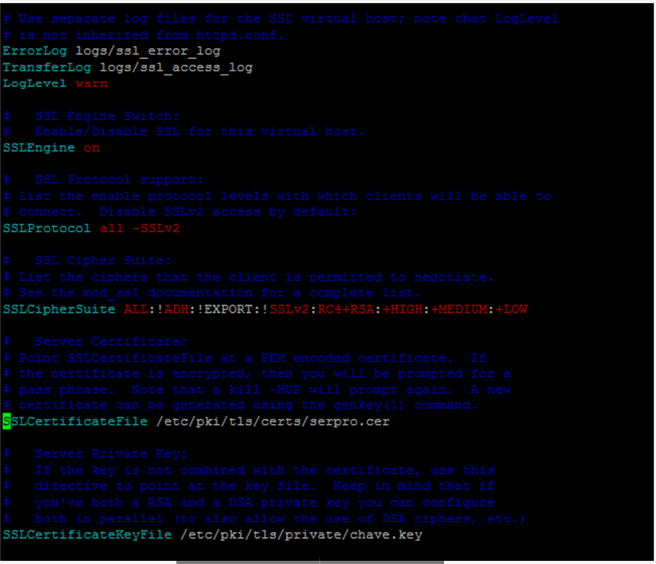 # Use separate log files for the SSL virtual host; note that LogLevel
# is not inherited from httpd.conf.
ErrorLog logs/ssl_error_log
TransferLog logs/ssl_access_log
LogLevel warn
#   SSL Engine Switch:
#   Enable/Disable SSL for this virtual host.
SSLEngine on
#   SSL Protocol support:
# List the enable protocol levels with which clients will be able to
# connect.  Disable SSLv2 access by default:
SSLProtocol all -SSLv2
#   SSL Cipher Suite:
# List the ciphers that the client is permitted to negotiate.
# See the mod_ssl documentation for a complete list.
SSLCipherSuite ALL:!ADH:!EXPORT:!SSLv2:RC4+RSA:+HIGH:+MEDIUM:+LOW
#   Server Certificate:
# Point SSLCertificateFile at a PEM encoded certificate.  If
# the certificate is encrypted, then you will be prompted for a
# pass phrase.  Note that a kill -HUP will prompt again.  A new
# certificate can be generated using the genkey(1) command.
SSLCertificateFile /etc/pki/tls/certs/serpro.cer
#   Server Private Key:
#   If the key is not combined with the certificate, use this
#   directive to point at the key file.  Keep in mind that if
#   you've both a RSA and a DSA private key you can configure
#   both in parallel (to also allow the use of DSA ciphers, etc.)
SSLCertificateKeyFile /etc/pki/tls/private/chave.key